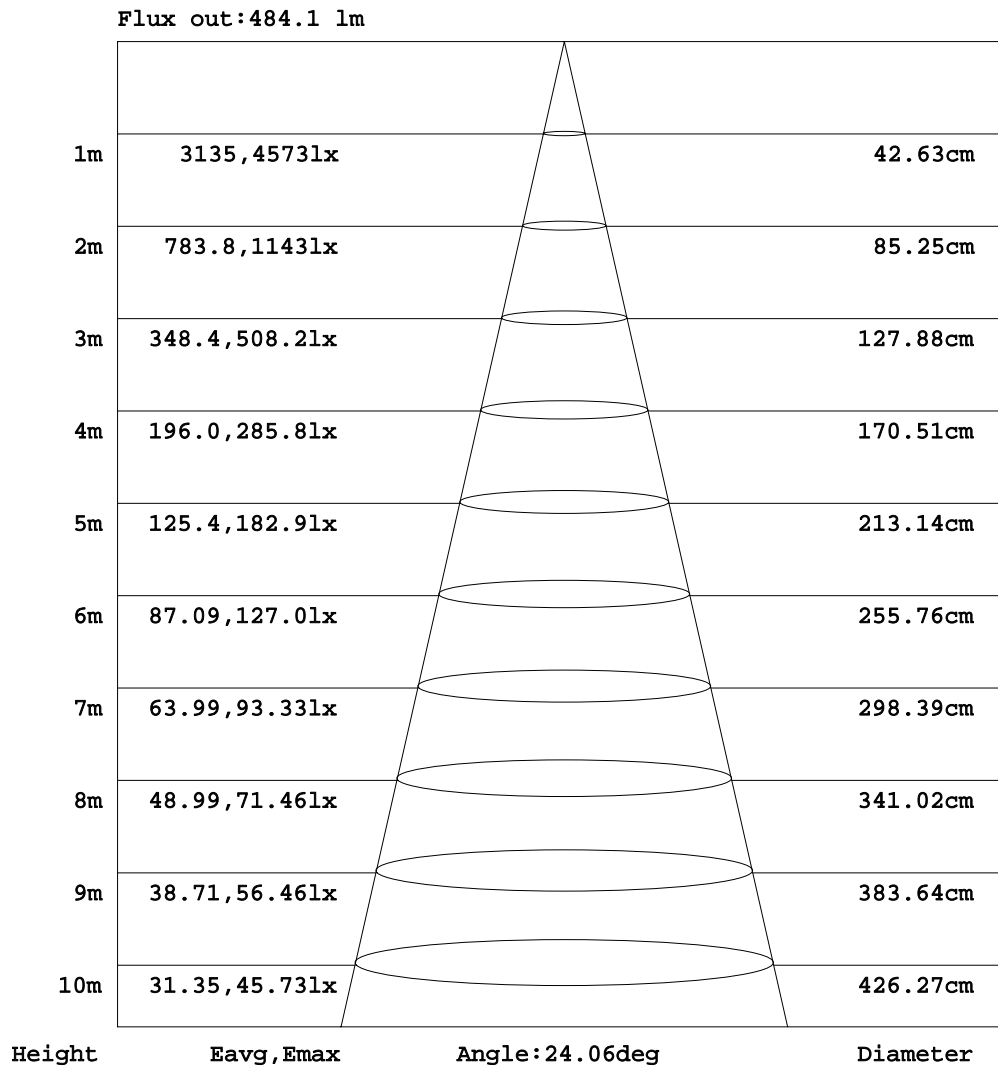 Flux out:484.1 lm
1m 3135,4573lx 42.63cm
2m 783.8,1143lx 85.25cm
3m 348.4,508.2lx 127.88cm
4m 196.0,285.8lx 170.51cm
5m 125.4,182.9lx 213.14cm
6m 87.09,127.0lx 255.76cm
7m 63.99,93.33lx 298.39cm
8m 48.99,71.46lx 341.02cm
9m 38.71,56.46lx 383.64cm
10m 31.35,45.73lx 426.27cm
Height Eavg,Emax Angle:24.06deg Diameter